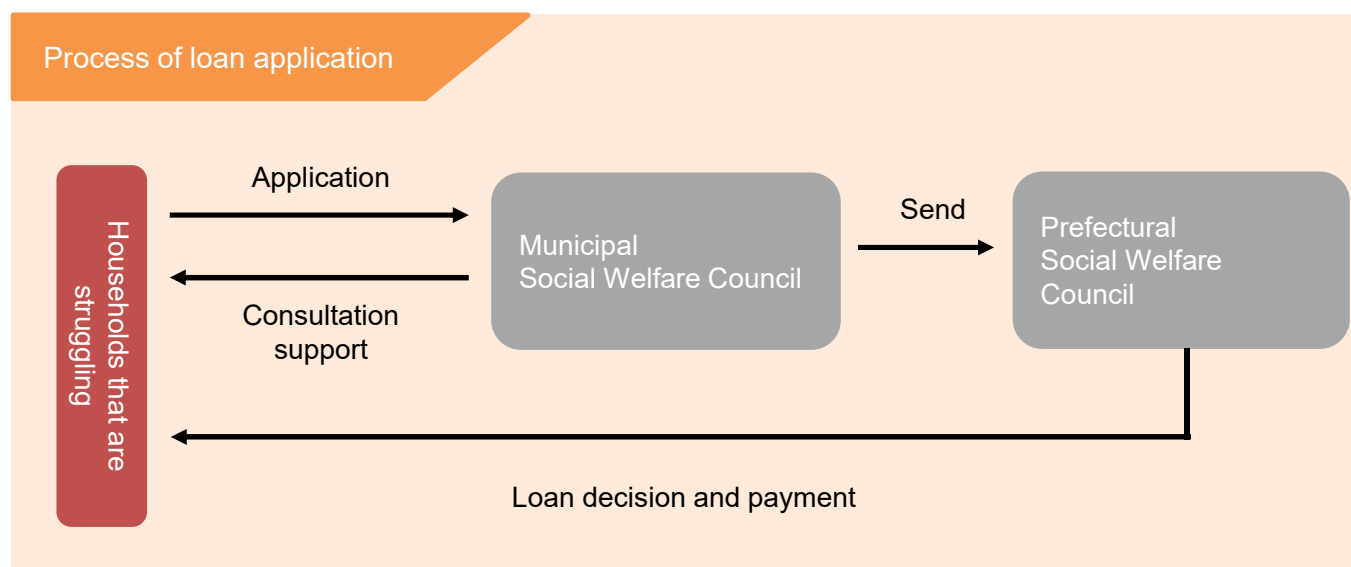 Process of loan application
Households that are
struggling
Application
Consultation
support
Municipal
Social Welfare Council
Send
Prefectural
Social Welfare
Council
Loan decision and payment